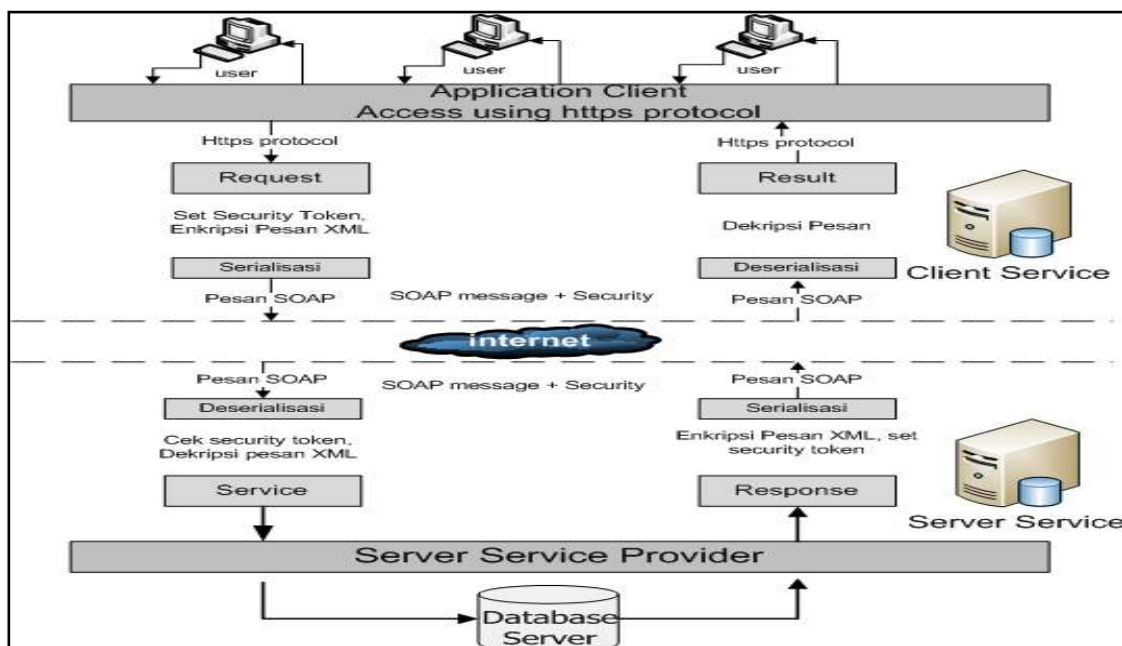 user
user
user
Application Client
Access using https protocol
Https protocol
Https protocol
Request
Result
Set Security Token,
Enkripsi Pesan XML
Dekripsi Pesan
Serialisasi
Deserialisasi
Client Service
Pesan SOAP
SOAP message + Security
Pesan SOAP
internet
Pesan SOAP
SOAP message + Security
Pesan SOAP
Deserialisasi
Serialisasi
Cek security token,
Dekripsi pesan XML
Enkripsi Pesan XML, set
security token
Service
Response
Server Service
Server Service Provider
Database
Server